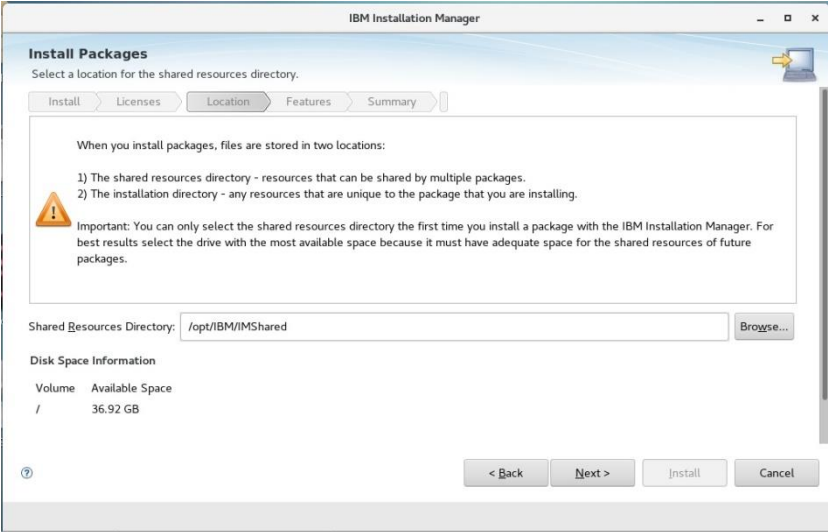 IBM Installation Manager
Install Packages
Select a location for the shared resources directory.
Install Licenses Location Features Summary
When you install packages, files are stored in two locations:
1) The shared resources directory - resources that can be shared by multiple packages.
2) The installation directory - any resources that are unique to the package that you are installing.
Important: You can only select the shared resources directory the first time you install a package with the IBM Installation Manager. For
best results select the drive with the most available space because it must have adequate space for the shared resources of future
packages.
Shared Resources Directory: /opt/IBM/IMShared Browse...
Disk Space Information
Volume Available Space
/ 36.92 GB
? < Back Next > Install Cancel